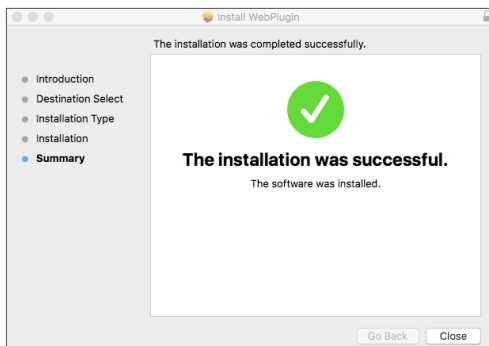 Install WebPlugin
The installation was completed successfully.
Introduction
Destination Select
Installation Type
Installation
Summary
The installation was successful.
The software was installed.
Go Back
Close